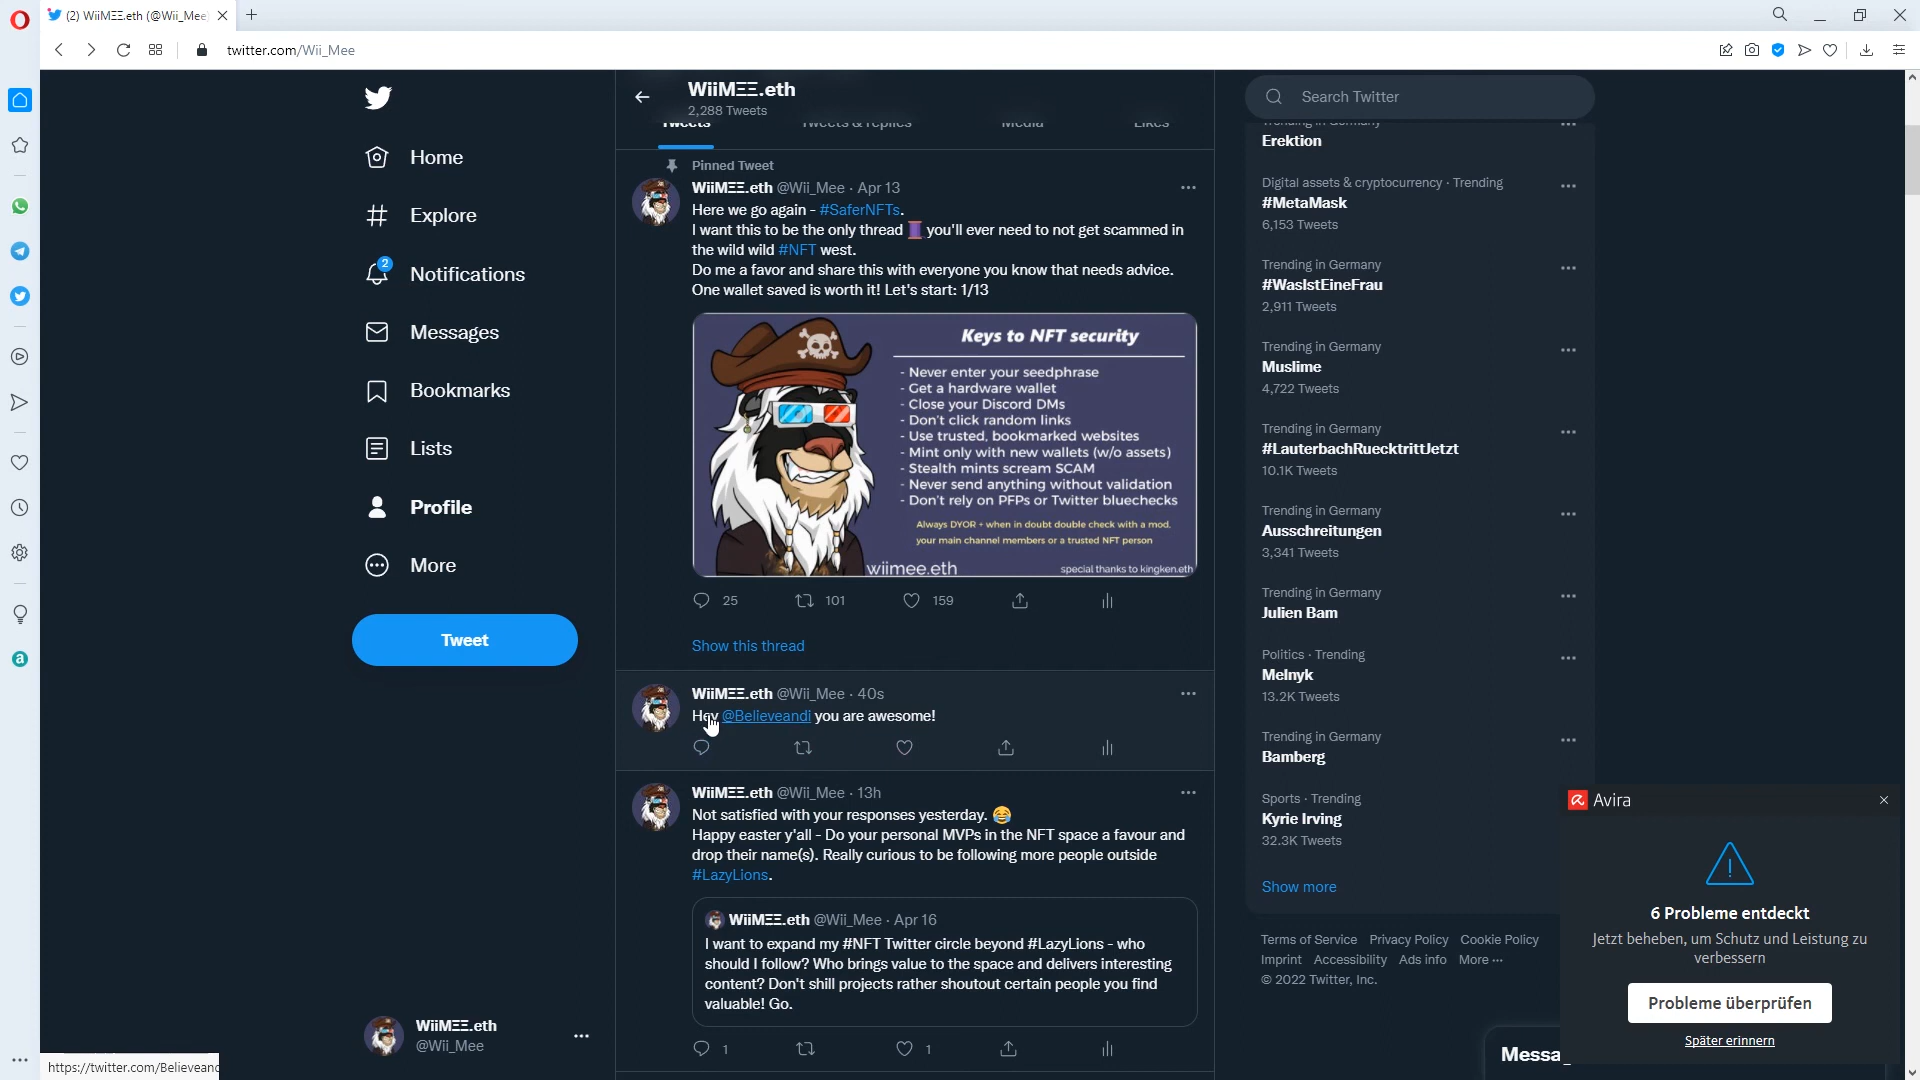 (2) WiiMΞΞ.eth (@Wii_Mee
twitter.com/Wii_Mee
WiiMΞΞ.eth
2,288 Tweets
Tweets Tweets & replies Media Likes
Home
Explore
2
Notifications
Messages
Bookmarks
Lists
Profile
More
Tweet
WiiMΞΞ.eth
@Wii_Mee
https://twitter.com/Believeand
Pinned Tweet
WiiMΞΞ.eth @Wii_Mee · Apr 13
Here we go again - #SaferNFTs.
I want this to be the only thread 🧵 you'll ever need to not get scammed in
the wild wild #NFT west.
Do me a favor and share this with everyone you know that needs advice.
One wallet saved is worth it! Let's start: 1/13
Keys to NFT security
- Never enter your seedphrase
- Get a hardware wallet
- Close your Discord DMs
- Don't click random links
- Use trusted, bookmarked websites
- Mint only with new wallets (w/o assets)
- Stealth mints scream SCAM
- Never send anything without validation
- Don't rely on PFPs or Twitter bluechecks
Always DYOR + when in doubt double check with a mod,
your main channel members or a trusted NFT person
wiimee.eth
special thanks to kingken.eth
25 101 159
Show this thread
WiiMΞΞ.eth @Wii_Mee · 40s
Hey @Believeandi you are awesome!
WiiMΞΞ.eth @Wii_Mee · 13h
Not satisfied with your responses yesterday. 😂
Happy easter y'all - Do your personal MVPs in the NFT space a favour and
drop their name(s). Really curious to be following more people outside
#LazyLions.
WiiMΞΞ.eth @Wii_Mee · Apr 16
I want to expand my #NFT Twitter circle beyond #LazyLions - who
should I follow? Who brings value to the space and delivers interesting
content? Don't shill projects rather shoutout certain people you find
valuable! Go.
1 1
Search Twitter
Trending in Germany
Erektion
Digital assets & cryptocurrency · Trending
#MetaMask
6,153 Tweets
Trending in Germany
#WasIstEineFrau
2,911 Tweets
Trending in Germany
Muslime
4,722 Tweets
Trending in Germany
#LauterbachRuecktrittJetzt
10.1K Tweets
Trending in Germany
Ausschreitungen
3,341 Tweets
Trending in Germany
Julien Bam
Politics · Trending
Melnyk
13.2K Tweets
Trending in Germany
Bamberg
Sports · Trending
Kyrie Irving
32.3K Tweets
Show more
Terms of Service Privacy Policy Cookie Policy
Imprint Accessibility Ads info More ···
© 2022 Twitter, Inc.
Messa
Avira
6 Probleme entdeckt
Jetzt beheben, um Schutz und Leistung zu
verbessern
Probleme überprüfen
Später erinnern